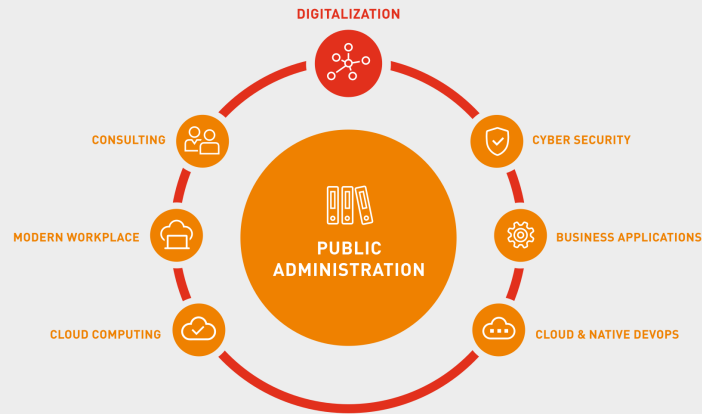 DIGITALIZATION
CONSULTING
CYBER SECURITY
MODERN WORKPLACE
PUBLIC
ADMINISTRATION
BUSINESS APPLICATIONS
CLOUD COMPUTING
CLOUD & NATIVE DEVOPS